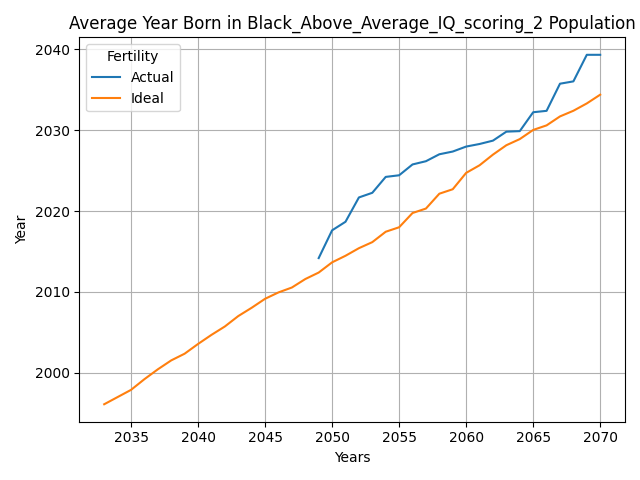 Average Year Born in Black_Above_Average_IQ_scoring_2 Population
Fertility
Actual
Ideal
Year
2040
2030
2020
2010
2000
2035 2040 2045 2050 2055 2060 2065 2070
Years